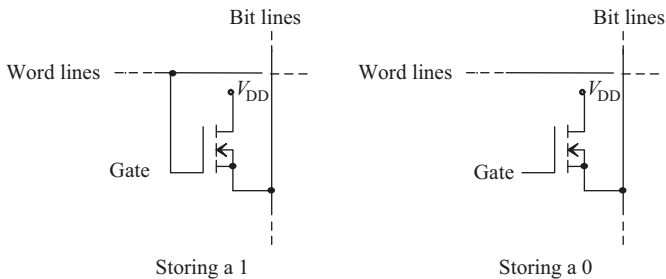 Bit lines
Word lines
V_DD
Gate
Storing a 1
Bit lines
Word lines
V_DD
Gate
Storing a 0